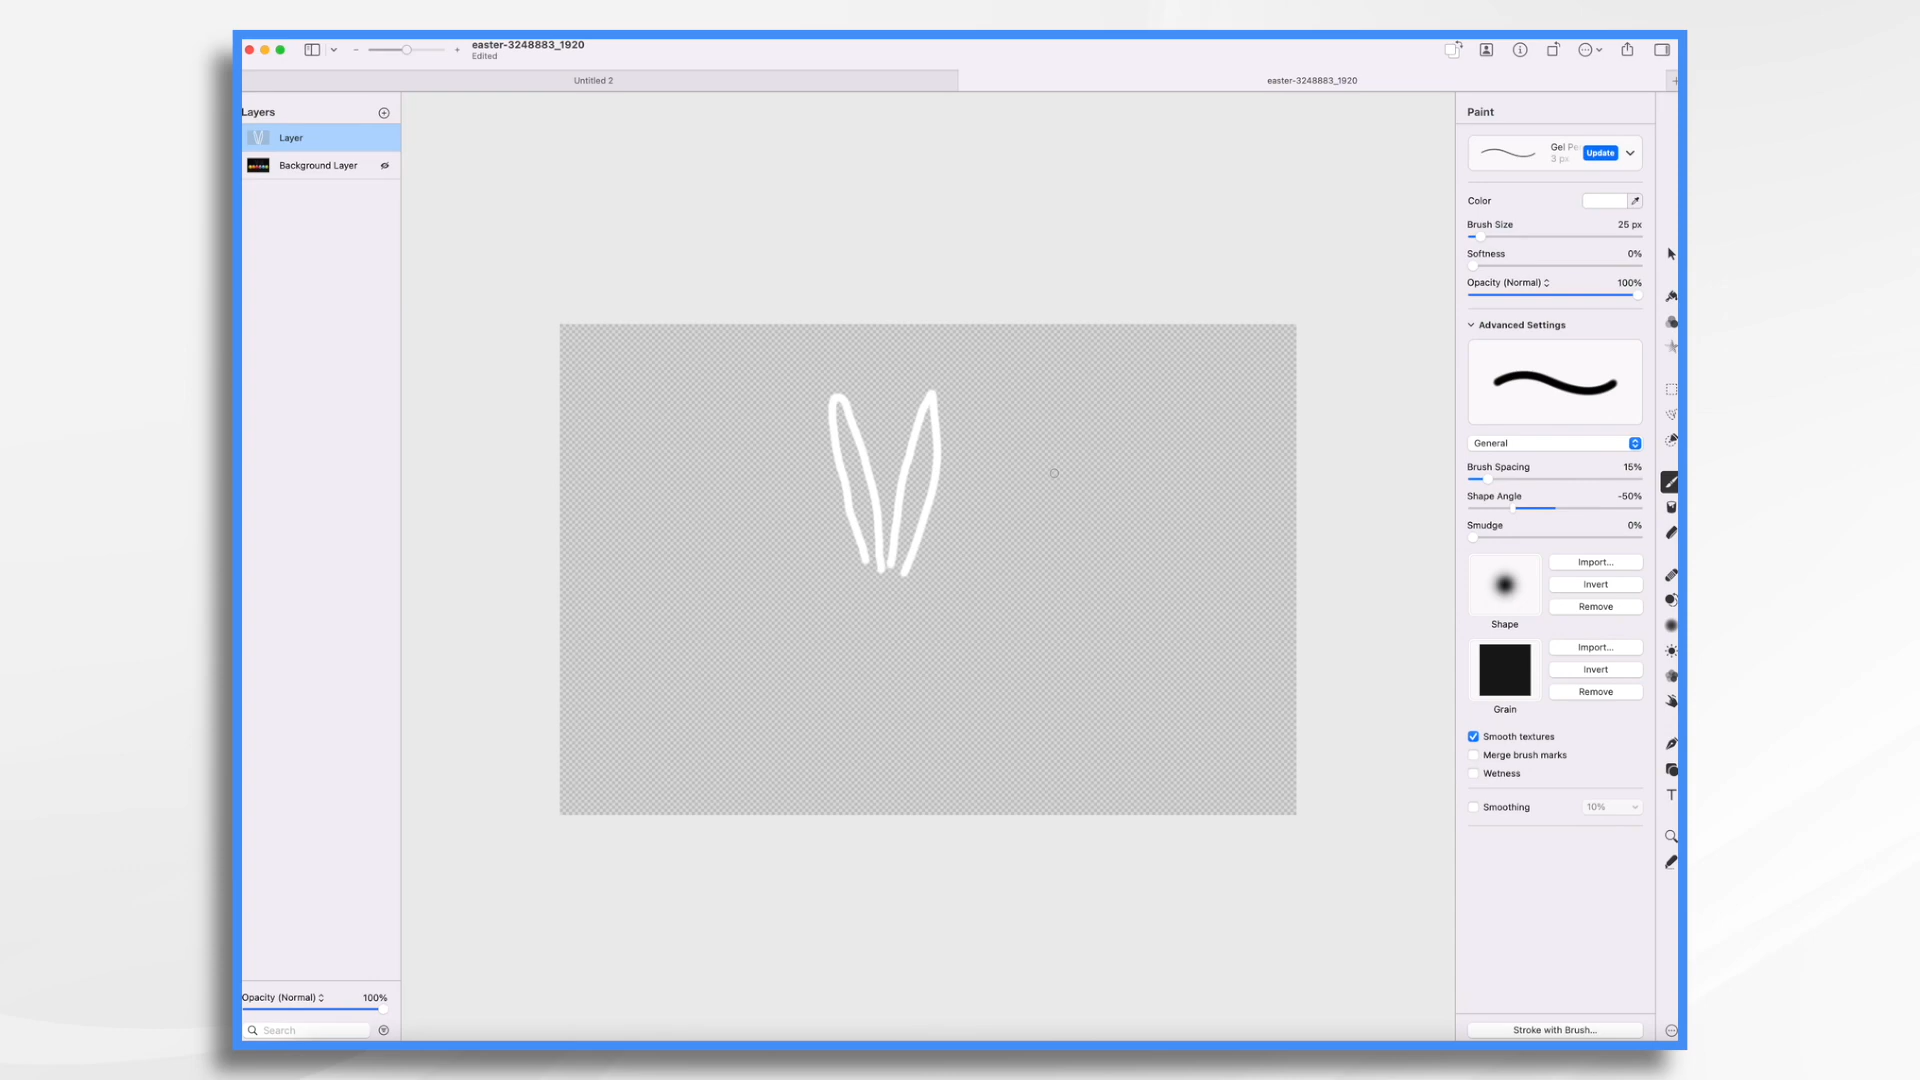 easter-3248883_1920
Edited
Untitled 2
easter-3248883_1920
Layers
Layer
Background Layer
Opacity (Normal) 100%
Search
Paint
Gel Pe
3 px
Update
Color
Brush Size 25 px
Softness 0%
Opacity (Normal) 100%
Advanced Settings
General
Brush Spacing 15%
Shape Angle -50%
Smudge 0%
Import...
Invert
Remove
Shape
Import...
Invert
Remove
Grain
Smooth textures
Merge brush marks
Wetness
Smoothing 10%
Stroke with Brush...